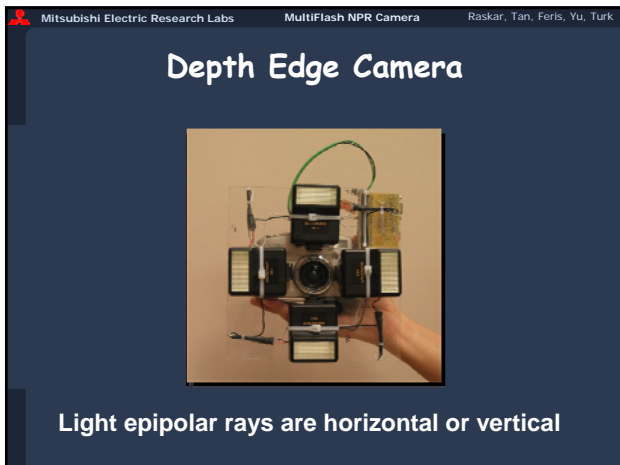 Mitsubishi Electric Research Labs MultiFlash NPR Camera Raskar, Tan, Feris, Yu, Turk
Depth Edge Camera
Light epipolar rays are horizontal or vertical